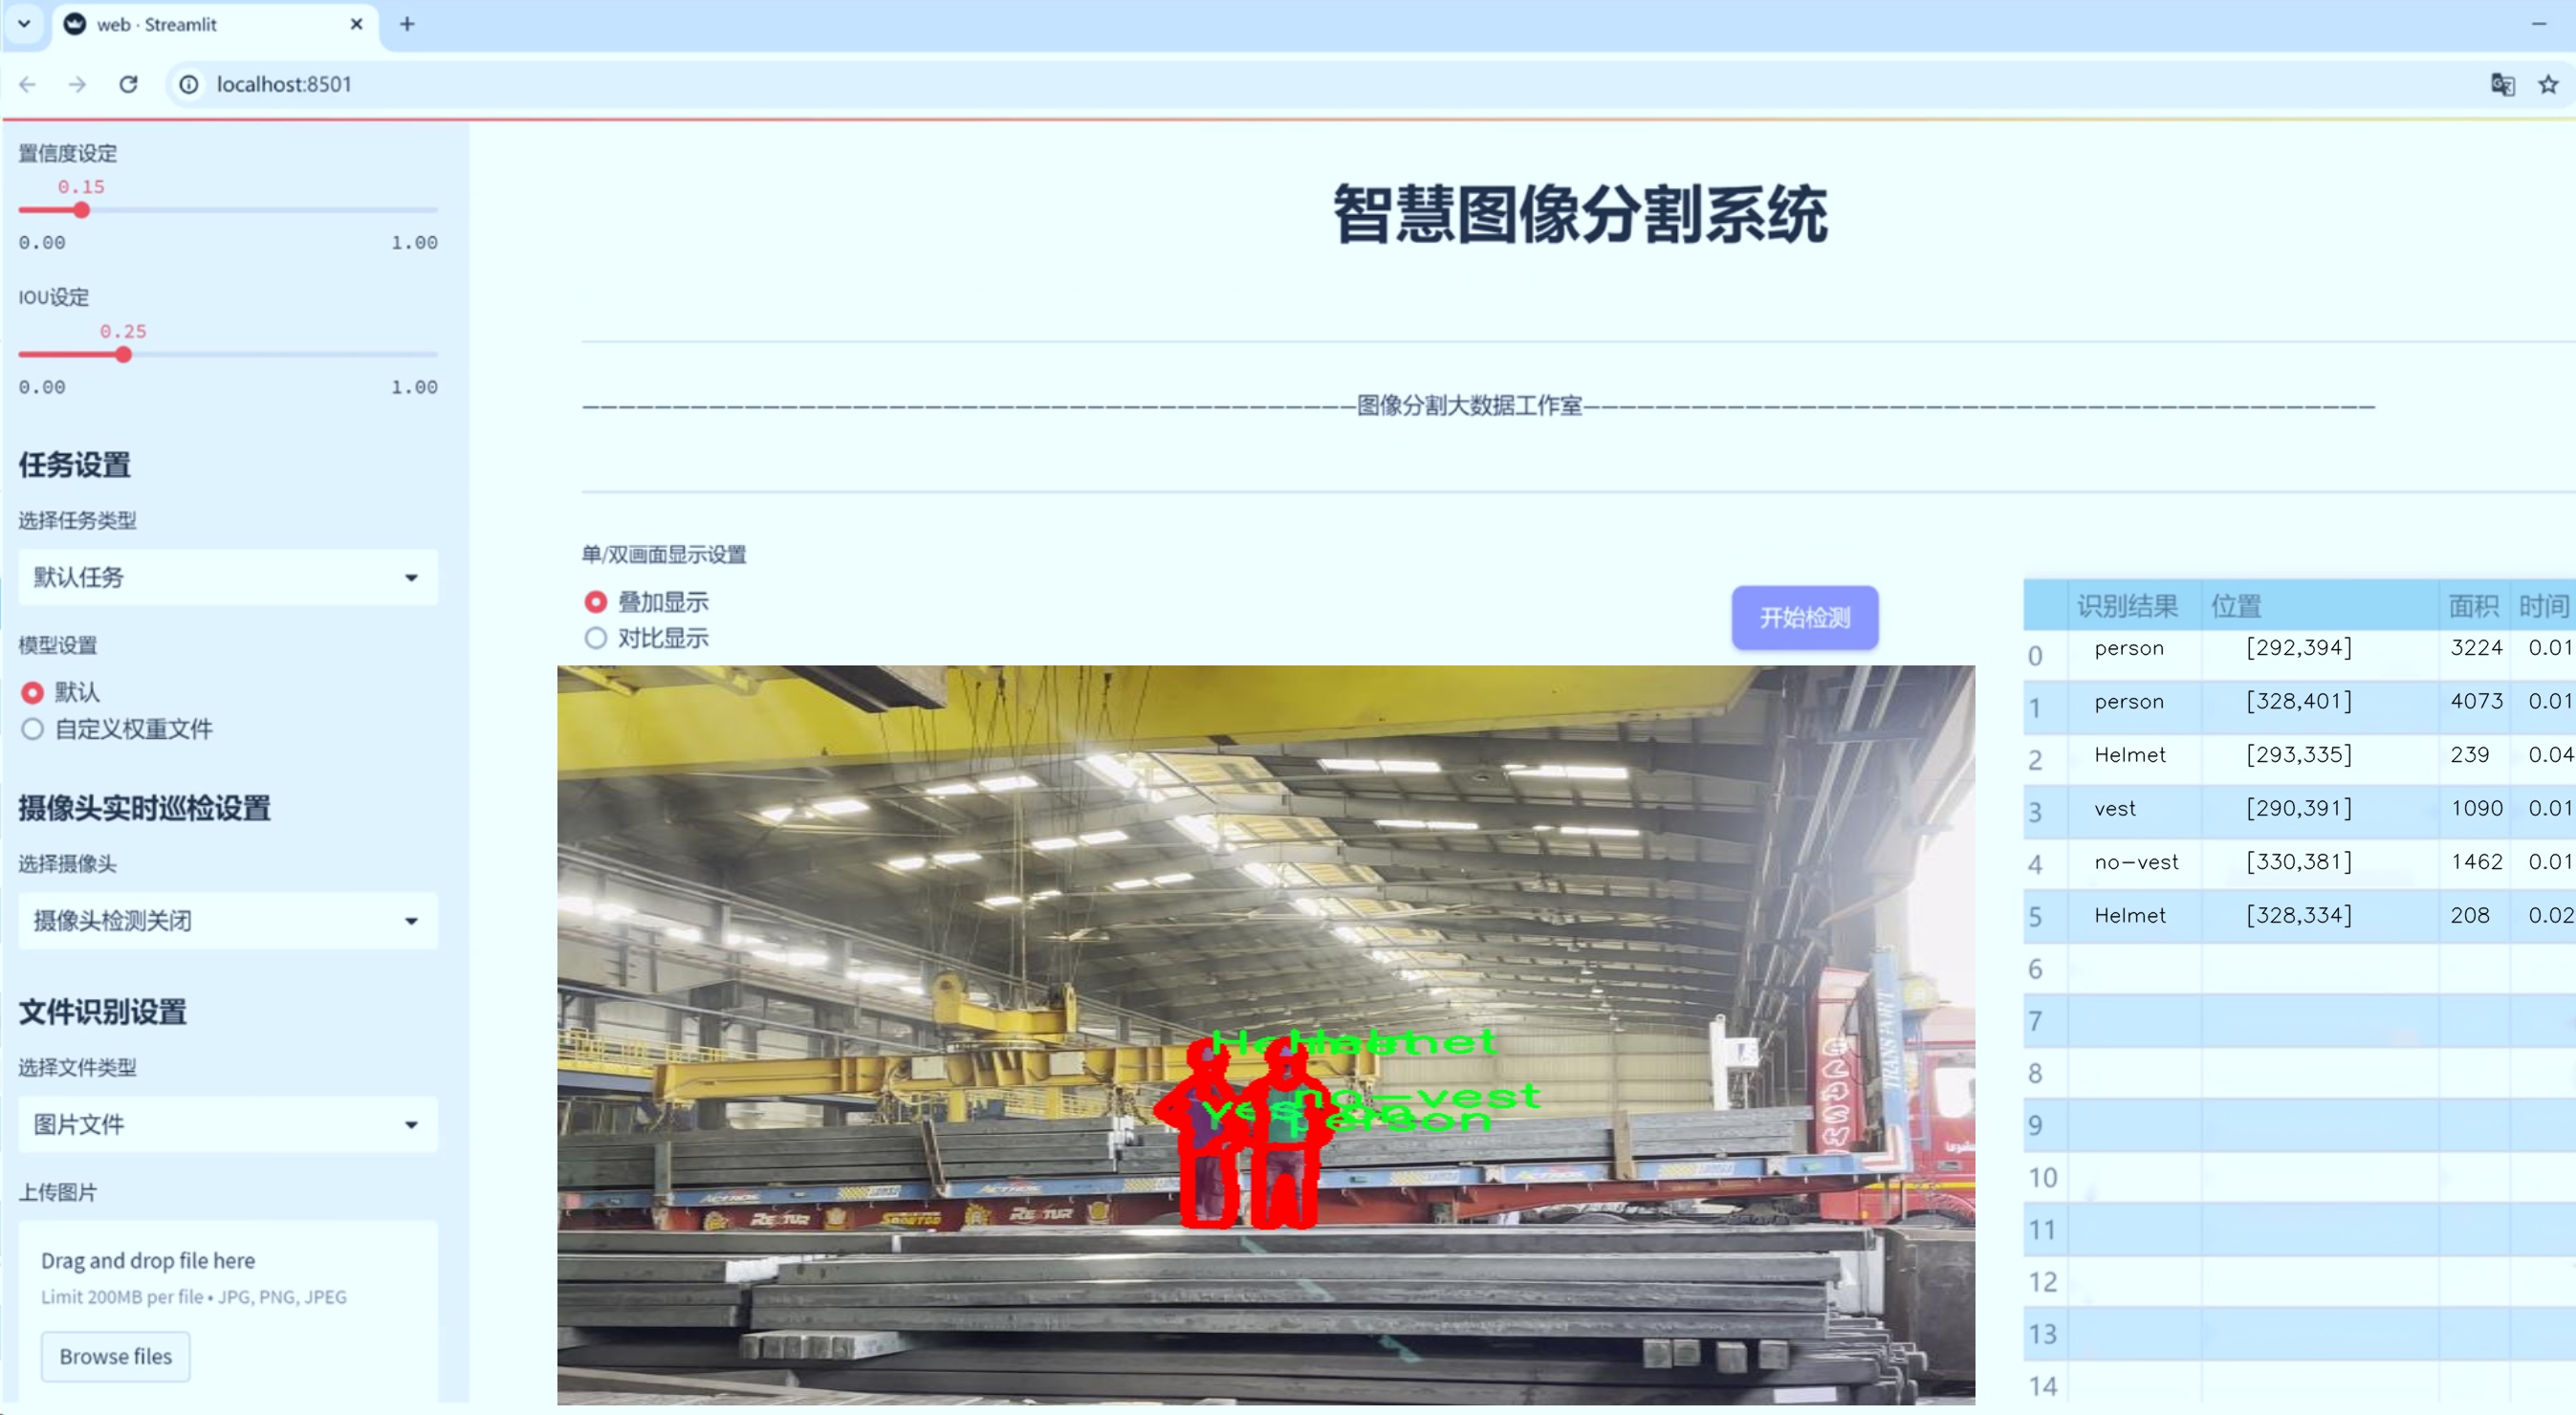 web · Streamlit
localhost:8501
置信度设定
0.15
0.00 1.00
IOU设定
0.25
0.00 1.00
任务设置
选择任务类型
默认任务
模型设置
默认
自定义权重文件
摄像头实时巡检设置
选择摄像头
摄像头检测关闭
文件识别设置
选择文件类型
图片文件
上传图片
Drag and drop file here
Limit 200MB per file • JPG, PNG, JPEG
Browse files
智慧图像分割系统
图像分割大数据工作室
单/双画面显示设置
叠加显示
对比显示
开始检测
Helmet
no-vest
person
TRANSPORT
识别结果 位置 面积 时间
0 person [292,394] 3224 0.01
1 person [328,401] 4073 0.01
2 Helmet [293,335] 239 0.04
3 vest [290,391] 1090 0.01
4 no-vest [330,381] 1462 0.01
5 Helmet [328,334] 208 0.02
6
7
8
9
10
11
12
13
14